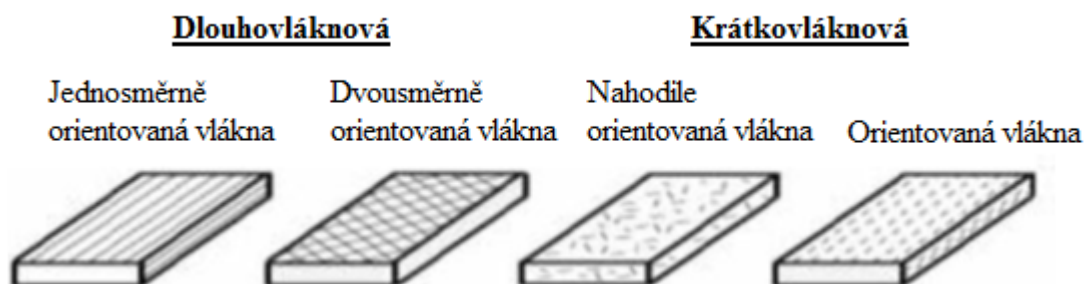 Dlouhovláknová
Krátkovláknová
Jednosměrně
orientovaná vlákna
Dvousměrně
orientovaná vlákna
Nahodile
orientovaná vlákna
Orientovaná vlákna